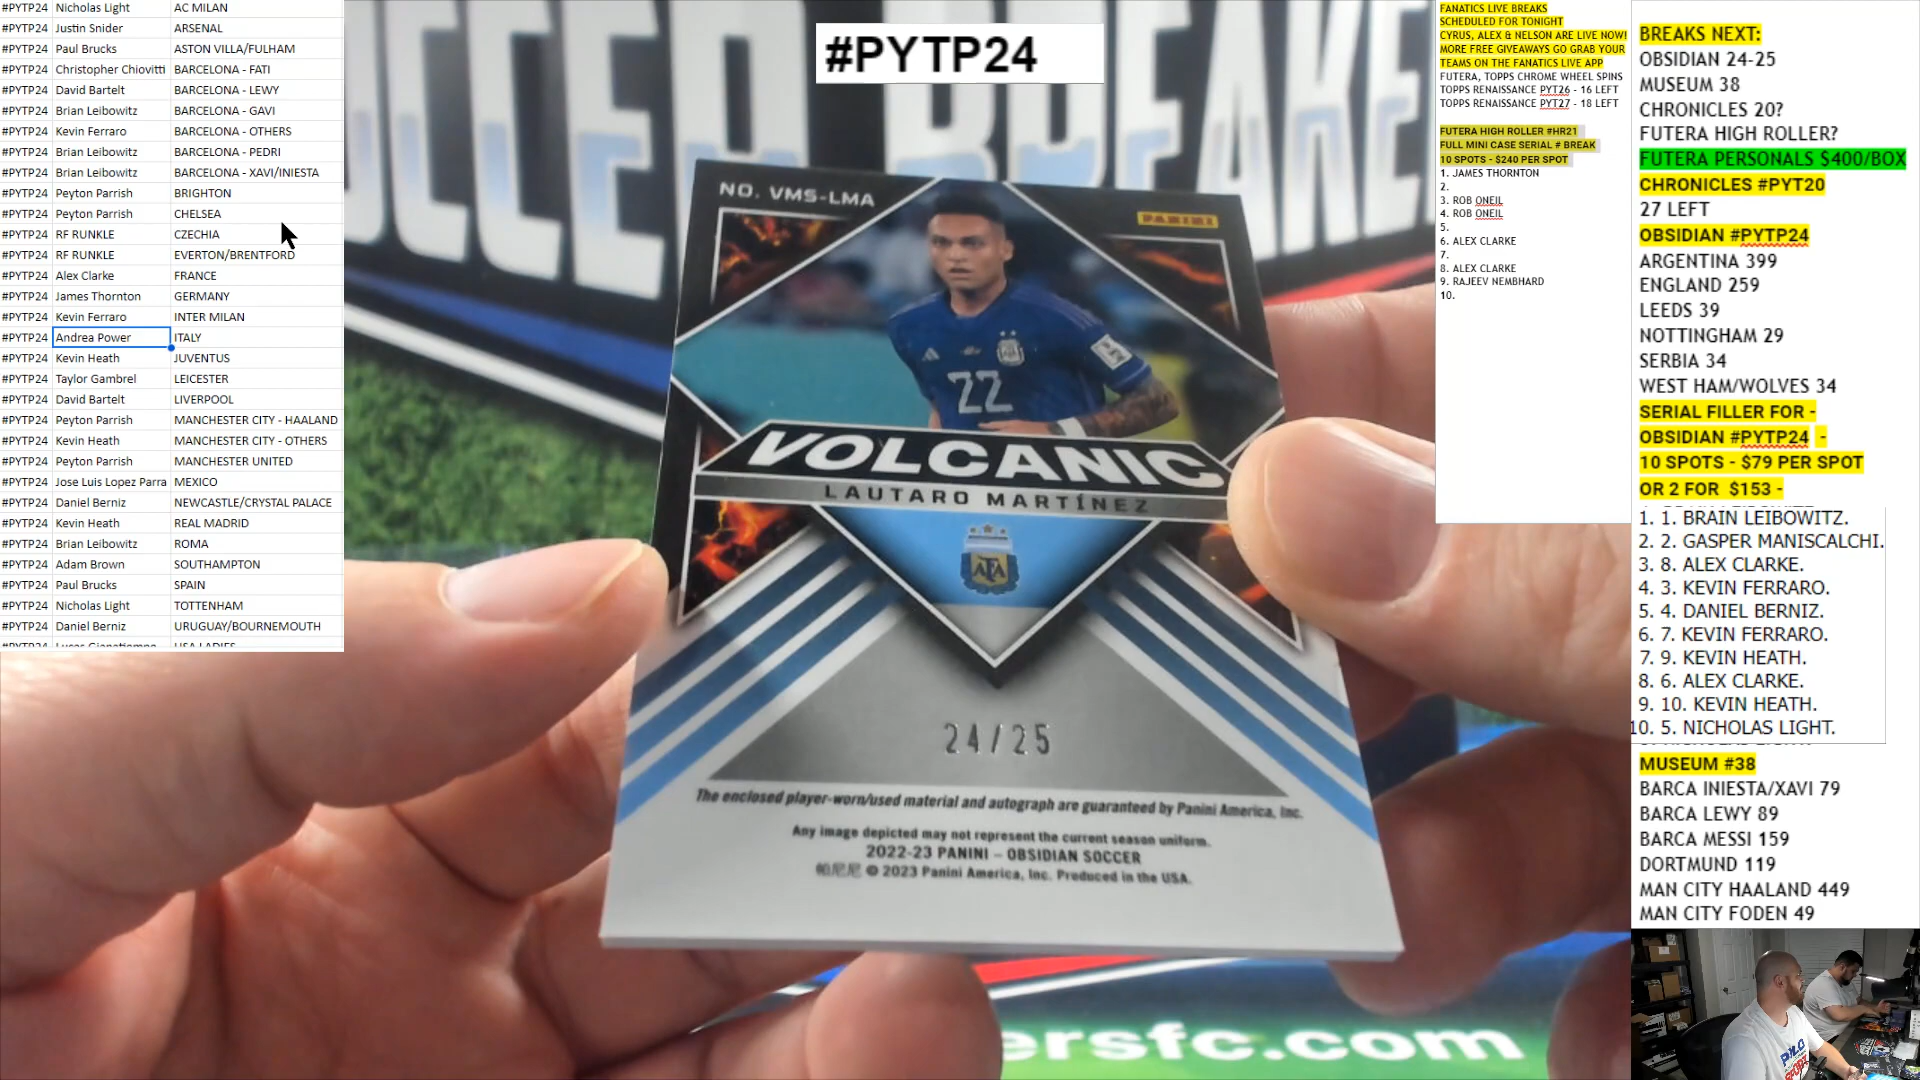 #PYTP24 Nicholas Light AC MILAN
#PYTP24 Justin Snider ARSENAL
#PYTP24 Paul Brucks ASTON VILLA/FULHAM
#PYTP24 Christopher Chiovitti BARCELONA - FATI
#PYTP24 David Bartelt BARCELONA - LEWY
#PYTP24 Brian Leibowitz BARCELONA - GAVI
#PYTP24 Kevin Ferraro BARCELONA - OTHERS
#PYTP24 Brian Leibowitz BARCELONA - PEDRI
#PYTP24 Brian Leibowitz BARCELONA - XAVI/INIESTA
#PYTP24 Peyton Parrish BRIGHTON
#PYTP24 Peyton Parrish CHELSEA
#PYTP24 RF RUNKLE CZECHIA
#PYTP24 RF RUNKLE EVERTON/BRENTFORD
#PYTP24 Alex Clarke FRANCE
#PYTP24 James Thornton GERMANY
#PYTP24 Kevin Ferraro INTER MILAN
#PYTP24 Andrea Power ITALY
#PYTP24 Kevin Heath JUVENTUS
#PYTP24 Taylor Gambrel LEICESTER
#PYTP24 David Bartelt LIVERPOOL
#PYTP24 Peyton Parrish MANCHESTER CITY - HAALAND
#PYTP24 Kevin Heath MANCHESTER CITY - OTHERS
#PYTP24 Peyton Parrish MANCHESTER UNITED
#PYTP24 Jose Luis Lopez Parra MEXICO
#PYTP24 Daniel Berniz NEWCASTLE/CRYSTAL PALACE
#PYTP24 Kevin Heath REAL MADRID
#PYTP24 Brian Leibowitz ROMA
#PYTP24 Adam Brown SOUTHAMPTON
#PYTP24 Paul Brucks SPAIN
#PYTP24 Nicholas Light TOTTENHAM
#PYTP24 Daniel Berniz URUGUAY/BOURNEMOUTH
#PYTP24
SOCCER BREAKE
NO. VMS-LMA
PANINI
22
VOLCANIC
LAUTARO MARTÍNEZ
AFA
24/25
The enclosed player-worn/used material and autograph are guaranteed by Panini America, Inc.
Any image depicted may not represent the current season uniform.
2022-23 PANINI – OBSIDIAN SOCCER
帕尼尼 © 2023 Panini America, Inc. Produced in the USA.
ersfc.com
FANATICS LIVE BREAKS
SCHEDULED FOR TONIGHT
CYRUS, ALEX & NELSON ARE LIVE NOW!
MORE FREE GIVEAWAYS GO GRAB YOUR
TEAMS ON THE FANATICS LIVE APP
FUTERA, TOPPS CHROME WHEEL SPINS
TOPPS RENAISSANCE PYT26 - 16 LEFT
TOPPS RENAISSANCE PYT27 - 18 LEFT
FUTERA HIGH ROLLER #HR21
FULL MINI CASE SERIAL # BREAK
10 SPOTS - $240 PER SPOT
1. JAMES THORNTON
2.
3. ROB ONEIL
4. ROB ONEIL
5.
6. ALEX CLARKE
7.
8. ALEX CLARKE
9. RAJEEV NEMBHARD
10.
BREAKS NEXT:
OBSIDIAN 24-25
MUSEUM 38
CHRONICLES 20?
FUTERA HIGH ROLLER?
FUTERA PERSONALS $400/BOX
CHRONICLES #PYT20
27 LEFT
OBSIDIAN #PYTP24
ARGENTINA 399
ENGLAND 259
LEEDS 39
NOTTINGHAM 29
SERBIA 34
WEST HAM/WOLVES 34
SERIAL FILLER FOR -
OBSIDIAN #PYTP24 -
10 SPOTS - $79 PER SPOT
OR 2 FOR $153 -
1. 1. BRAIN LEIBOWITZ.
2. 2. GASPER MANISCALCHI.
3. 8. ALEX CLARKE.
4. 3. KEVIN FERRARO.
5. 4. DANIEL BERNIZ.
6. 7. KEVIN FERRARO.
7. 9. KEVIN HEATH.
8. 6. ALEX CLARKE.
9. 10. KEVIN HEATH.
10. 5. NICHOLAS LIGHT.
MUSEUM #38
BARCA INIESTA/XAVI 79
BARCA LEWY 89
BARCA MESSI 159
DORTMUND 119
MAN CITY HAALAND 449
MAN CITY FODEN 49